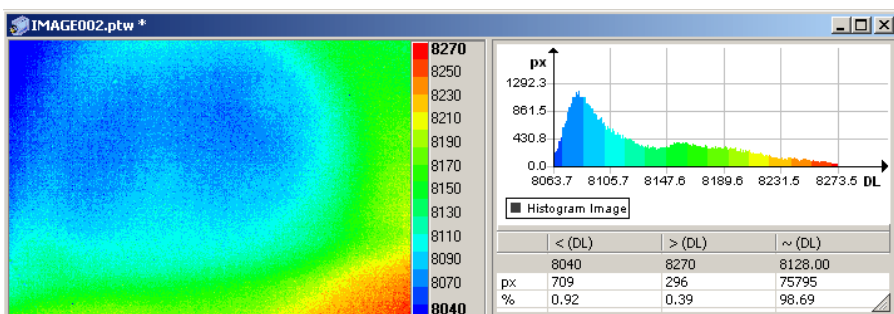 IMAGE002.ptw *
8270
8250
8230
8210
8190
8170
8150
8130
8110
8090
8070
8040
px
1292.3
861.5
430.8
0.0
8063.7 8105.7 8147.6 8189.6 8231.5 8273.5 DL
Histogram Image
< (DL) > (DL) ~ (DL)
8040 8270 8128.00
px 709 296 75795
% 0.92 0.39 98.69